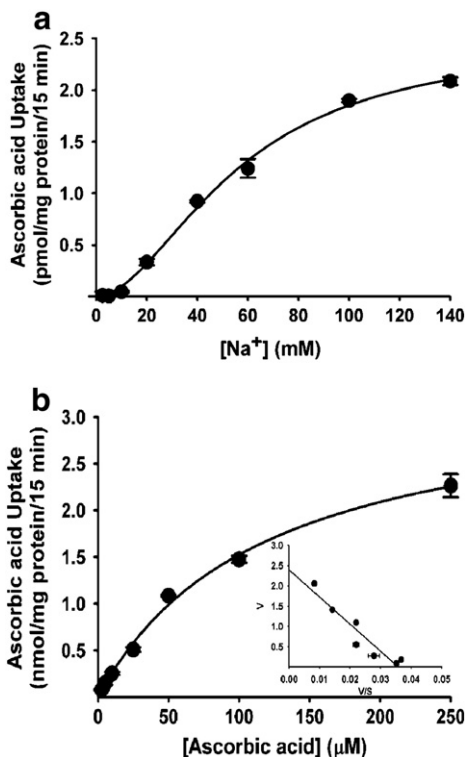 a
Ascorbic acid Uptake
(pmol/mg protein/15 min)
2.5
2.0
1.5
1.0
0.5
0 20 40 60 80 100 120 140
[Na⁺] (mM)
b
Ascorbic acid Uptake
(nmol/mg protein/15 min)
3.0
2.5
2.0
1.5
1.0
0.5
0 50 100 150 200 250
[Ascorbic acid] (µM)
V
3.0
2.5
2.0
1.5
1.0
0.5
0.00 0.01 0.02 0.03 0.04 0.05
V/S